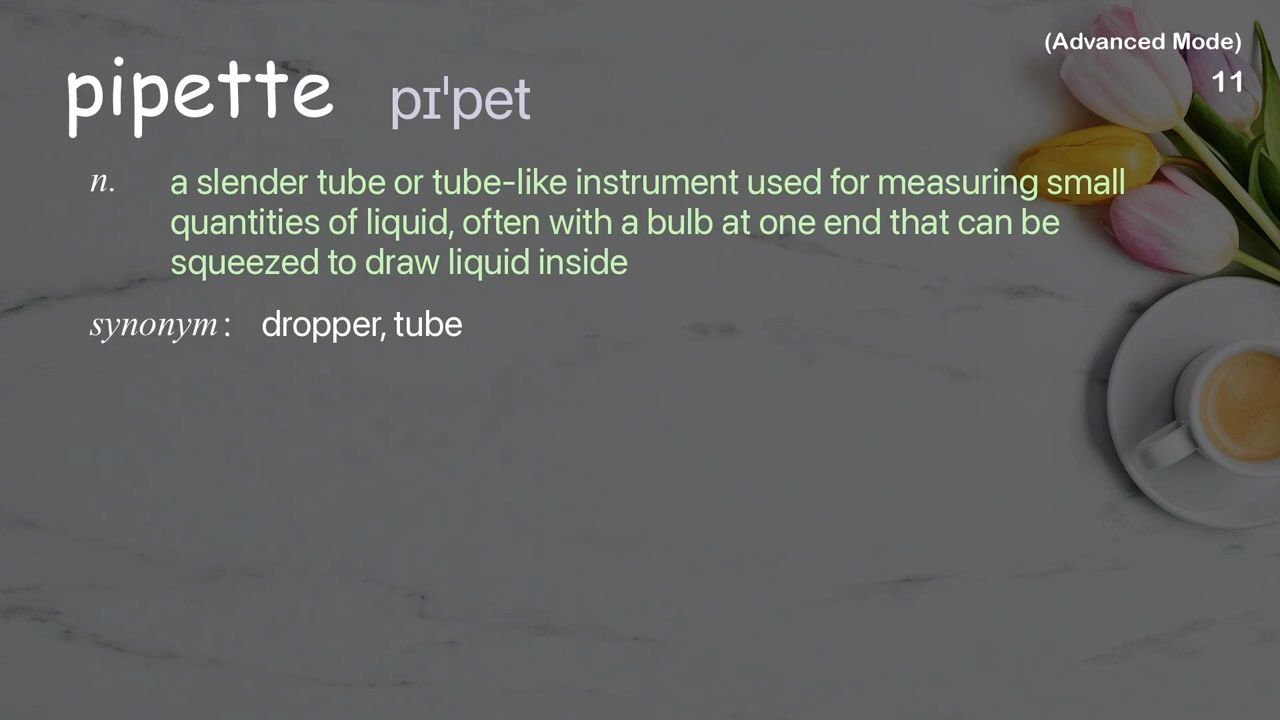 (Advanced Mode)
11
pipette pɪˈpet
n. a slender tube or tube-like instrument used for measuring small
quantities of liquid, often with a bulb at one end that can be
squeezed to draw liquid inside
synonym: dropper, tube